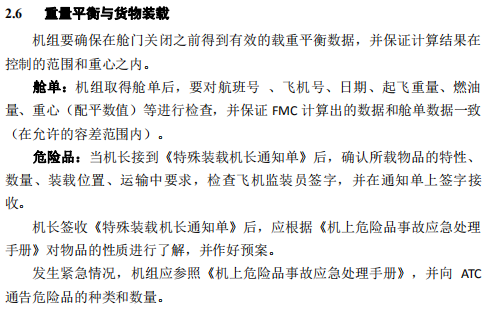 2.6 重量平衡与货物装载
机组要确保在舱门关闭之前得到有效的载重平衡数据，并保证计算结果在
控制的范围和重心之内。
舱单：机组取得舱单后，要对航班号 、飞机号、日期、起飞重量、燃油
量、重心（配平数值）等进行检查，并保证 FMC 计算出的数据和舱单数据一致
（在允许的容差范围内）。
危险品：当机长接到《特殊装载机长通知单》后，确认所载物品的特性、
数量、装载位置、运输中要求，检查飞机监装员签字，并在通知单上签字接
收。
机长签收《特殊装载机长通知单》后，应根据《机上危险品事故应急处理
手册》对物品的性质进行了解，并作好预案。
发生紧急情况，机组应参照《机上危险品事故应急处理手册》，并向 ATC
通告危险品的种类和数量。